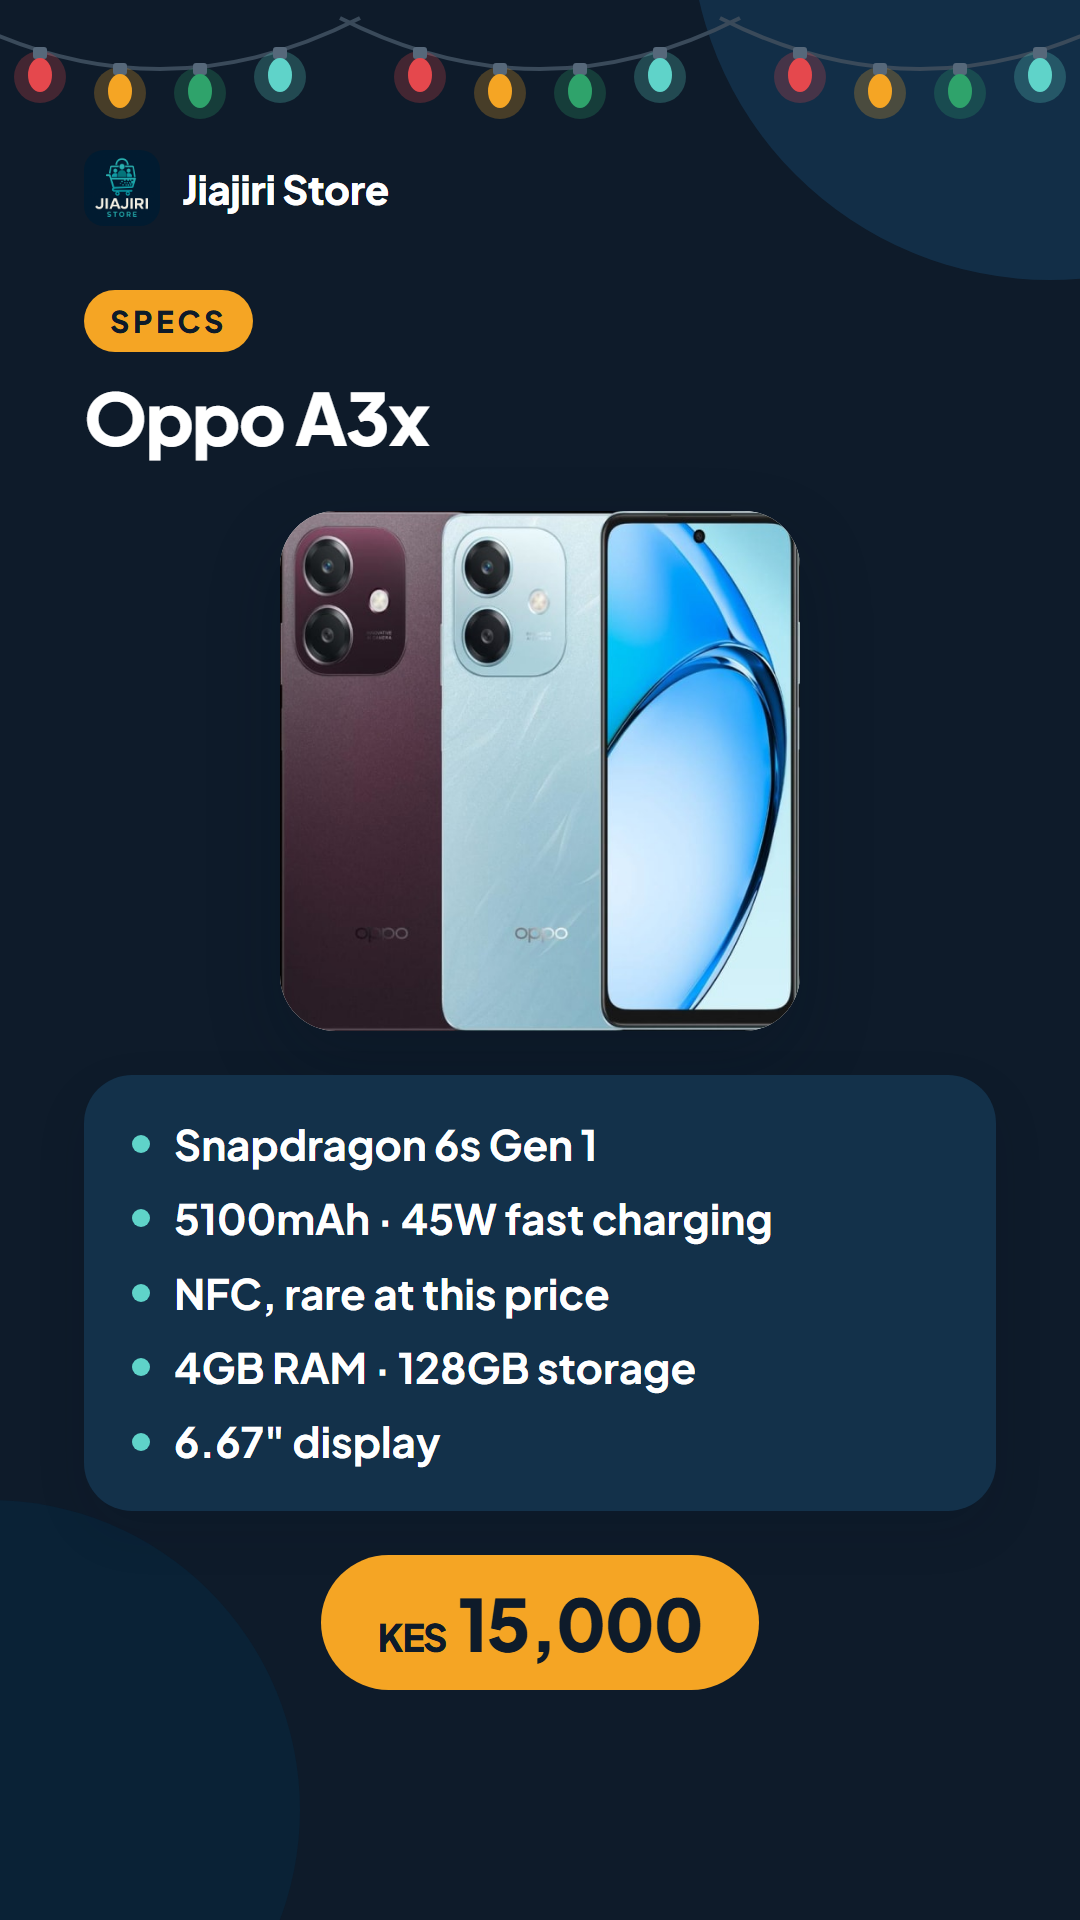 JIAJIRI
STORE
Jiajiri Store
SPECS
Oppo A3x
oppo
oppo
Snapdragon 6s Gen 1
5100mAh · 45W fast charging
NFC, rare at this price
4GB RAM · 128GB storage
6.67" display
KES 15,000